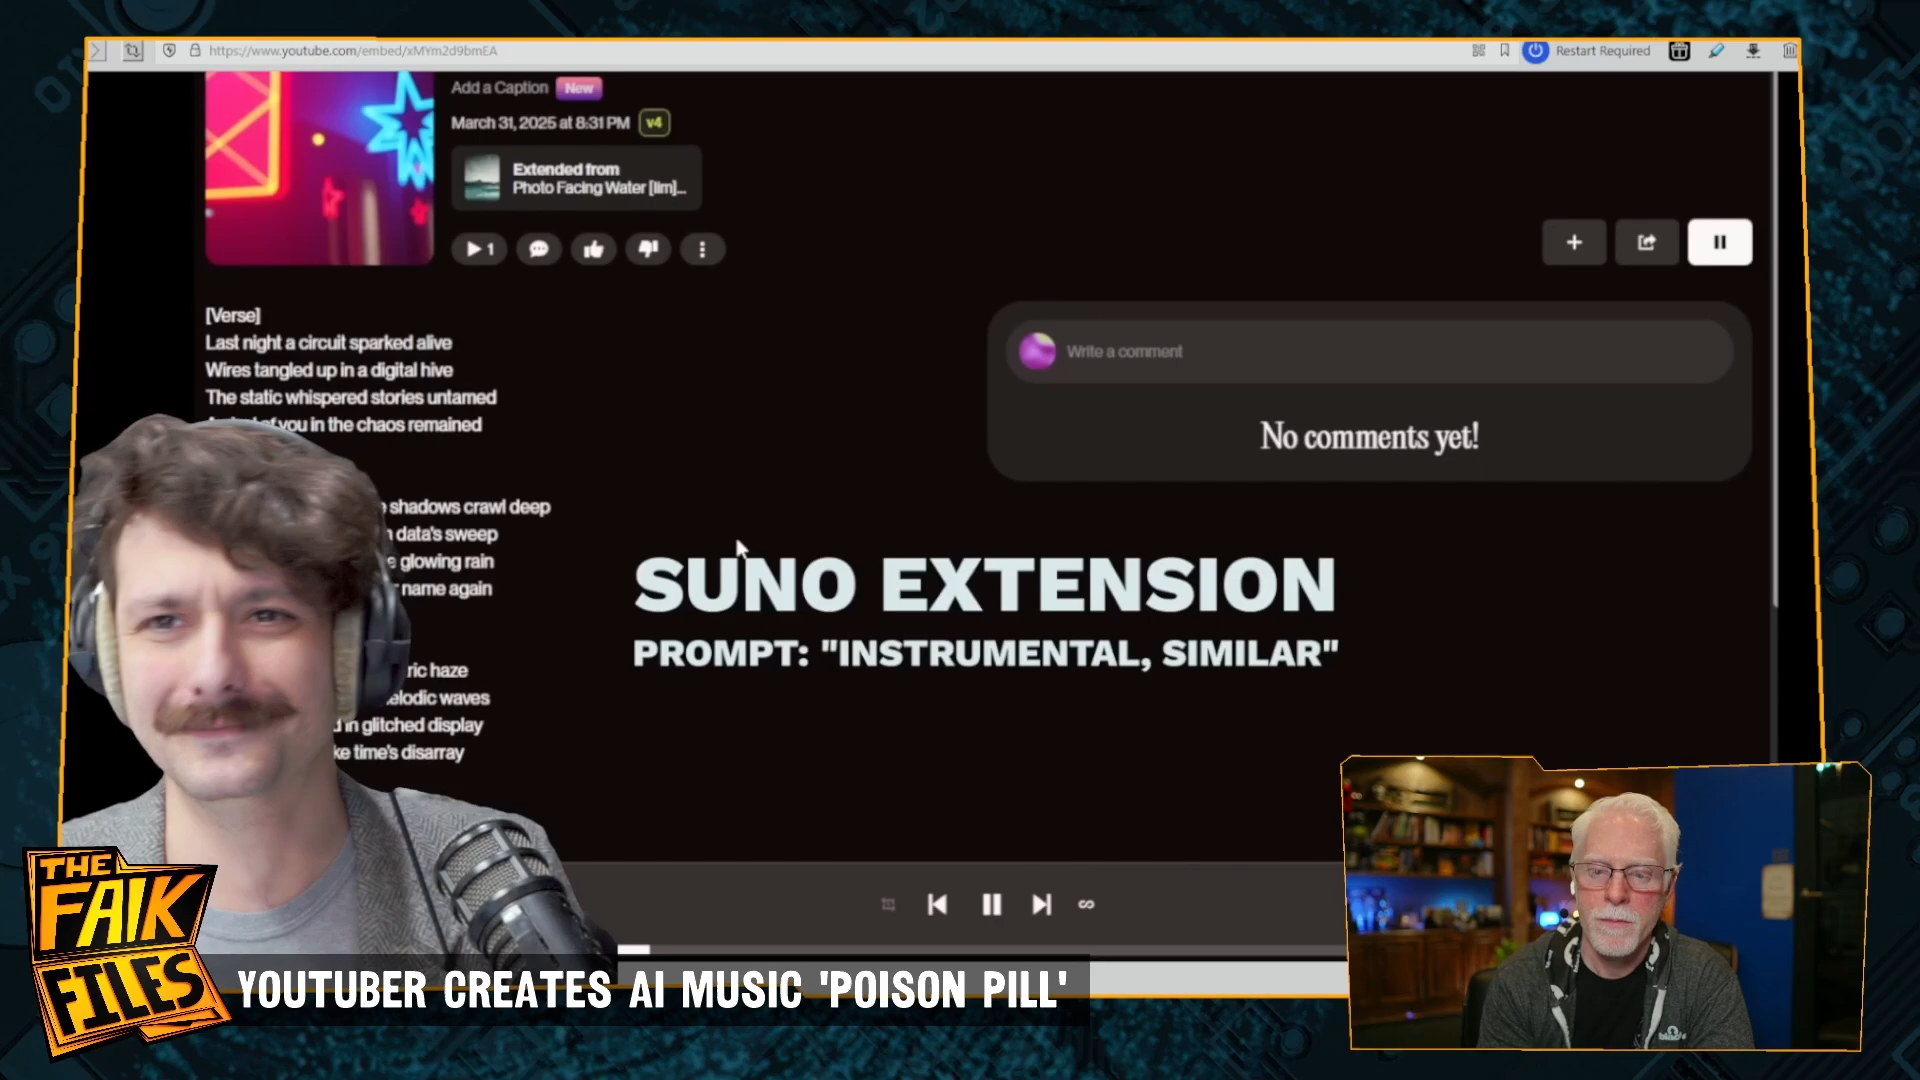 https://www.youtube.com/embed/xMYm2d9bmEA
Restart Required
Add a Caption New
March 31, 2025 at 8:31 PM v4
Extended from
Photo Facing Water [lim]...
1
[Verse]
Last night a circuit sparked alive
Wires tangled up in a digital hive
The static whispered stories untamed
of you in the chaos remained
shadows crawl deep
data's sweep
glowing rain
name again
ric haze
elodic waves
in glitched display
ke time's disarray
Write a comment
No comments yet!
SUNO EXTENSION
PROMPT: "INSTRUMENTAL, SIMILAR"
THE
FAIK
FILES
YOUTUBER CREATES AI MUSIC 'POISON PILL'